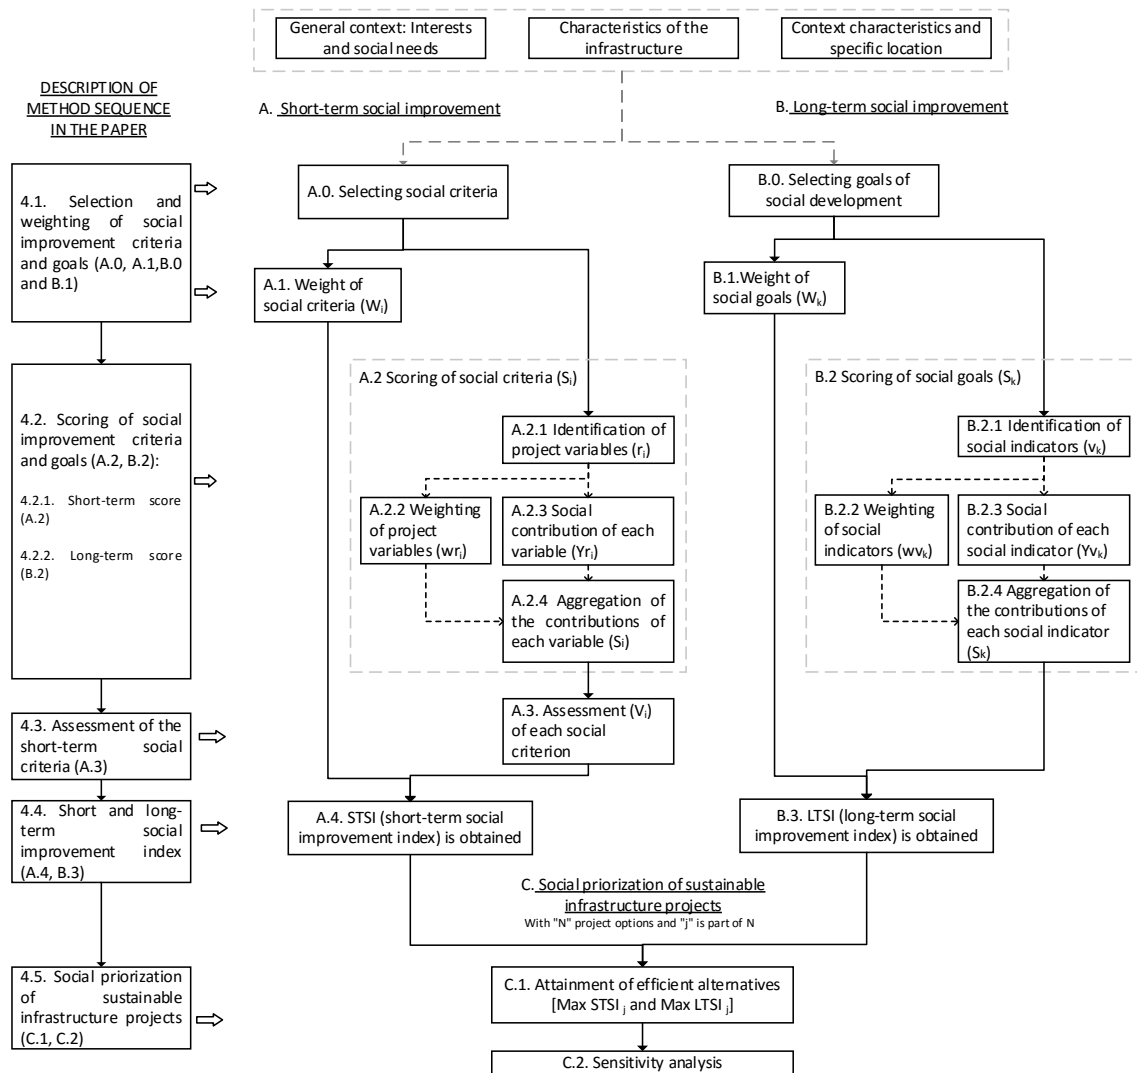 General context: Interests
and social needs
Characteristics of the
infrastructure
Context characteristics and
specific location
DESCRIPTION OF
METHOD SEQUENCE
IN THE PAPER
A. Short-term social improvement
B. Long-term social improvement
4.1. Selection and
weighting of social
improvement criteria
and goals (A.0, A.1,B.0
and B.1)
A.0. Selecting social criteria
B.0. Selecting goals of
social development
A.1. Weight of
social criteria (Wi)
B.1.Weight of
social goals (Wk)
4.2. Scoring of social
improvement criteria
and goals (A.2, B.2):
4.2.1. Short-term score
(A.2)
4.2.2. Long-term score
(B.2)
A.2 Scoring of social criteria (Si)
A.2.1 Identification of
project variables (ri)
A.2.2 Weighting
of project
variables (wri)
A.2.3 Social
contribution of each
variable (Yri)
A.2.4 Aggregation of
the contributions of
each variable (Si)
B.2 Scoring of social goals (Sk)
B.2.1 Identification of
social indicators (vk)
B.2.2 Weighting
of social
indicators (wvk)
B.2.3 Social
contribution of each
social indicator (Yvk)
B.2.4 Aggregation of
the contributions of
each social indicator
(Sk)
4.3. Assessment of the
short-term social
criteria (A.3)
A.3. Assessment (Vi)
of each social
criterion
4.4. Short and long-
term social
improvement index
(A.4, B.3)
A.4. STSI (short-term social
improvement index) is obtained
B.3. LTSI (long-term social
improvement index) is obtained
C. Social priorization of sustainable
infrastructure projects
With "N" project options and "j" is part of N
4.5. Social priorization
of sustainable
infrastructure projects
(C.1, C.2)
C.1. Attainment of efficient alternatives
[Max STSI j and Max LTSI j]
C.2. Sensitivity analysis